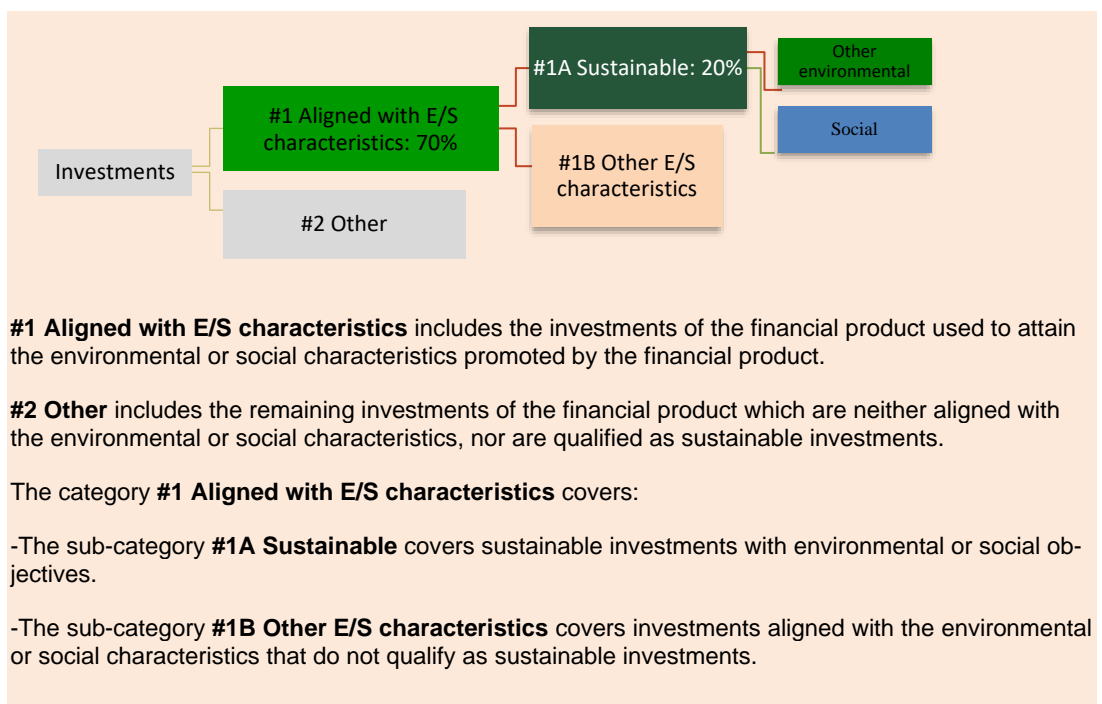 Investments
#1 Aligned with E/S
characteristics: 70%
#2 Other
#1A Sustainable: 20%
#1B Other E/S
characteristics
Other
environmental
Social
#1 Aligned with E/S characteristics includes the investments of the financial product used to attain
the environmental or social characteristics promoted by the financial product.
#2 Other includes the remaining investments of the financial product which are neither aligned with
the environmental or social characteristics, nor are qualified as sustainable investments.
The category #1 Aligned with E/S characteristics covers:
-The sub-category #1A Sustainable covers sustainable investments with environmental or social ob-
jectives.
-The sub-category #1B Other E/S characteristics covers investments aligned with the environmental
or social characteristics that do not qualify as sustainable investments.